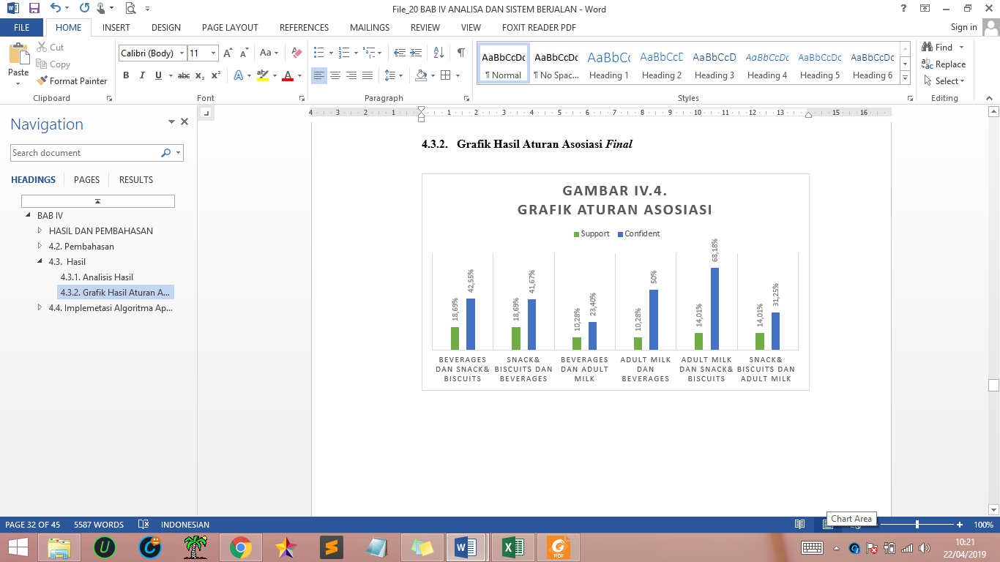 File_20 BAB IV ANALISA DAN SISTEM BERJALAN - Word
FILE HOME INSERT DESIGN PAGE LAYOUT REFERENCES MAILINGS REVIEW VIEW FOXIT READER PDF Sign in
Paste
Cut
Copy
Format Painter
Clipboard
Calibri (Body) 11
Font
Paragraph
AaBbCcDc AaBbCcDc AaBbCc AaBbCcD AaBbCcD AaBbCcDc AaBbCcDc AaBbCcDc
¶ Normal ¶ No Spac... Heading 1 Heading 2 Heading 3 Heading 4 Heading 5 Heading 6
Styles
Find
Replace
Select
Editing
Navigation
Search document
HEADINGS PAGES RESULTS
BAB IV
HASIL DAN PEMBAHASAN
4.2. Pembahasan
4.3. Hasil
4.3.1. Analisis Hasil
4.3.2. Grafik Hasil Aturan A...
4.4. Implemetasi Algoritma Ap...
4 3 2 1 1 2 3 4 5 6 7 8 9 10 11 12 13 15 16
4.3.2. Grafik Hasil Aturan Asosiasi Final
GAMBAR IV.4.
GRAFIK ATURAN ASOSIASI
Support Confident
18,69% 42,55% 18,69% 41,67% 10,28% 23,40% 10,28% 50% 14,01% 68,18% 14,01% 31,25%
BEVERAGES
DAN SNACK&
BISCUITS
SNACK&
BISCUITS DAN
BEVERAGES
BEVERAGES
DAN ADULT
MILK
ADULT MILK
DAN
BEVERAGES
ADULT MILK
DAN SNACK&
BISCUITS
SNACK&
BISCUITS DAN
ADULT MILK
Chart Area
PAGE 32 OF 45 5587 WORDS INDONESIAN 100%
10:21
22/04/2019